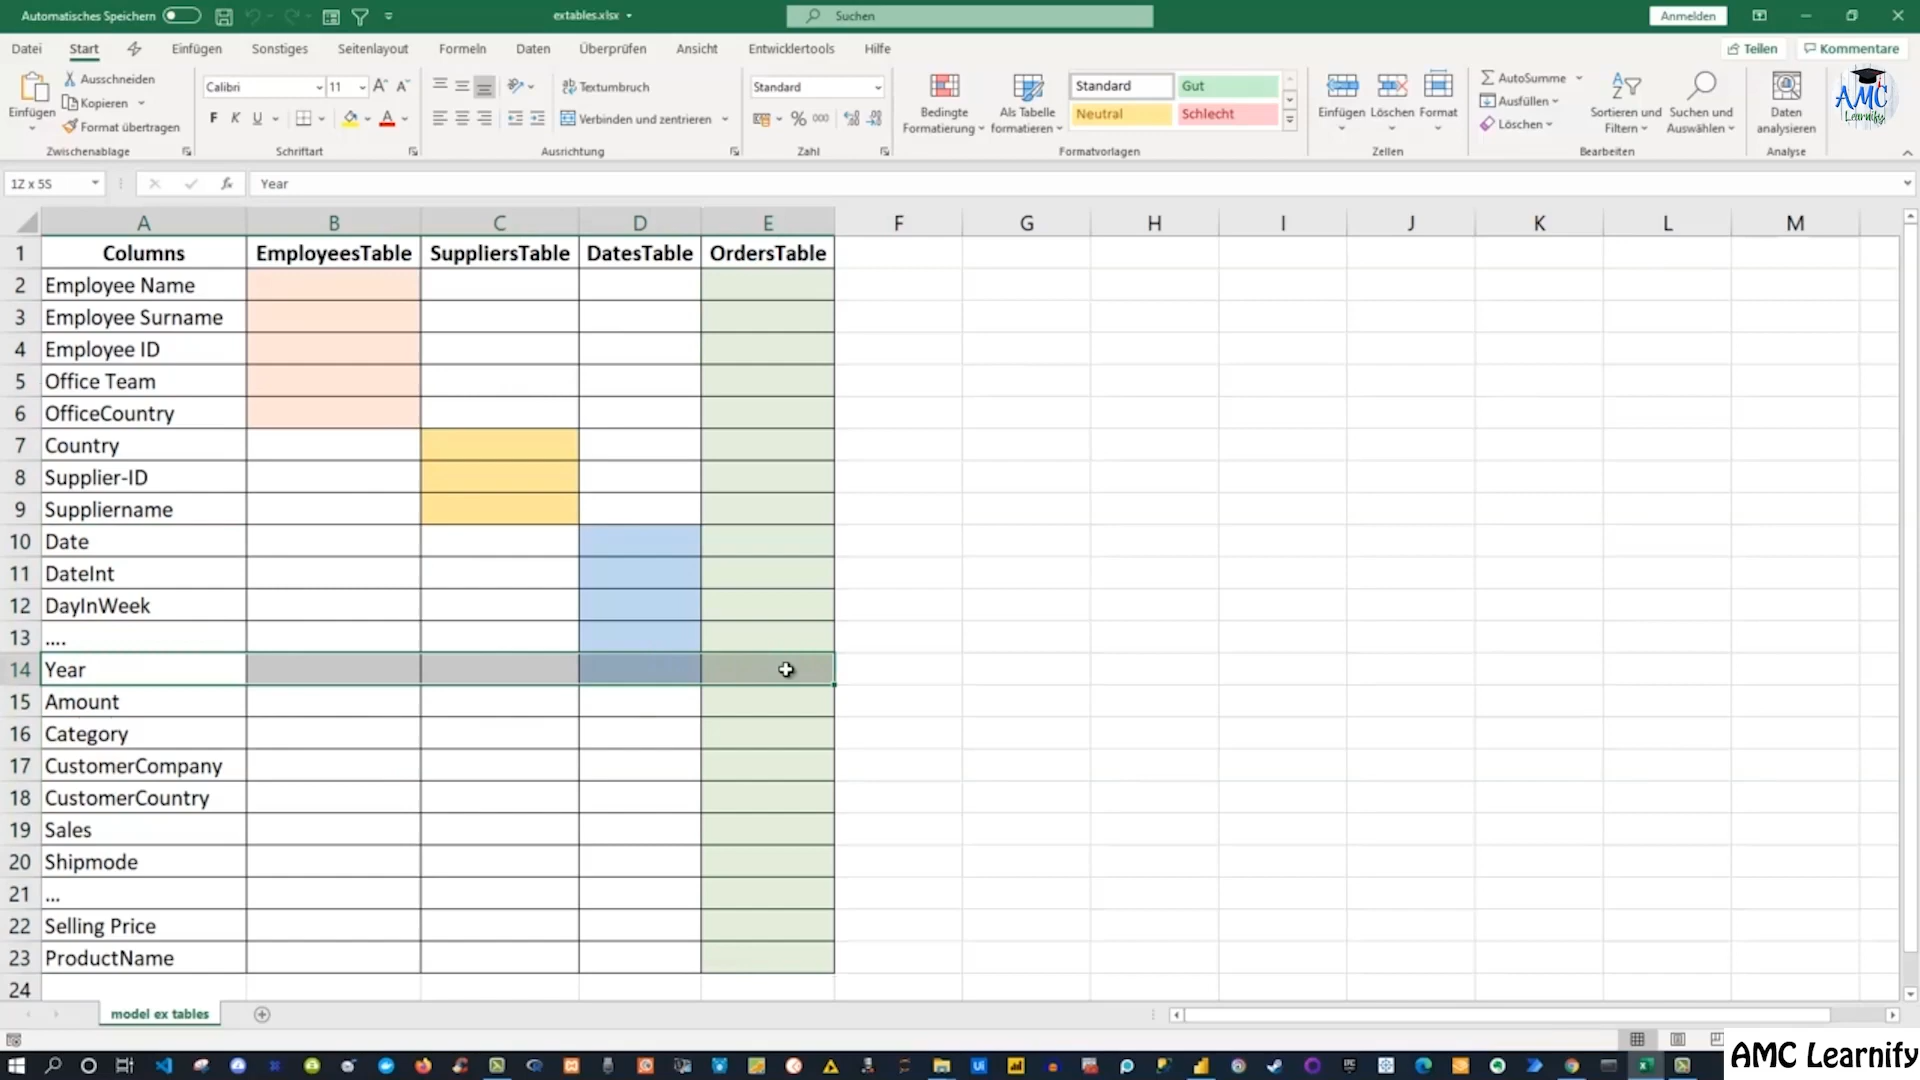 Automatisches Speichern
extables.xlsx
Suchen
Anmelden
Datei Start Einfügen Sonstiges Seitenlayout Formeln Daten Überprüfen Ansicht Entwicklertools Hilfe
Teilen Kommentare
Einfügen
Ausschneiden
Kopieren
Format übertragen
Zwischenablage
Calibri 11
F K U
Schriftart
Textumbruch
Verbinden und zentrieren
Ausrichtung
Standard
% 000
Zahl
Bedingte Formatierung
Als Tabelle formatieren
Standard Gut
Neutral Schlecht
Formatvorlagen
Einfügen Löschen Format
Zellen
AutoSumme
Ausfüllen
Löschen
Sortieren und Filtern
Suchen und Auswählen
Bearbeiten
Daten analysieren
Analyse
AMC
Learnify
1Z x 5S
fx
Year
A B C D E F G H I J K L M
1 Columns EmployeesTable SuppliersTable DatesTable OrdersTable
2 Employee Name
3 Employee Surname
4 Employee ID
5 Office Team
6 OfficeCountry
7 Country
8 Supplier-ID
9 Suppliername
10 Date
11 DateInt
12 DayInWeek
13 ....
14 Year
15 Amount
16 Category
17 CustomerCompany
18 CustomerCountry
19 Sales
20 Shipmode
21 ...
22 Selling Price
23 ProductName
24
model ex tables
AMC Learnify